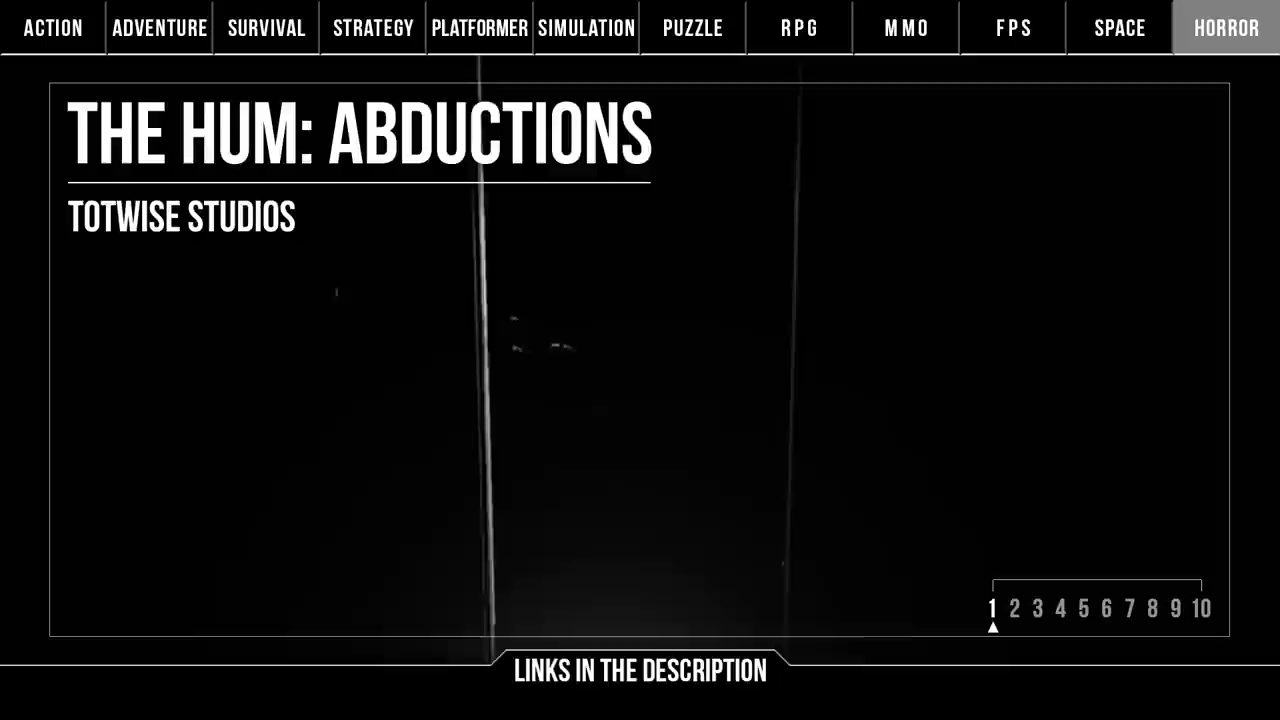 ACTION ADVENTURE SURVIVAL STRATEGY PLATFORMER SIMULATION PUZZLE RPG MMO FPS SPACE HORROR
THE HUM: ABDUCTIONS
TOTWISE STUDIOS
1 2 3 4 5 6 7 8 9 10
LINKS IN THE DESCRIPTION